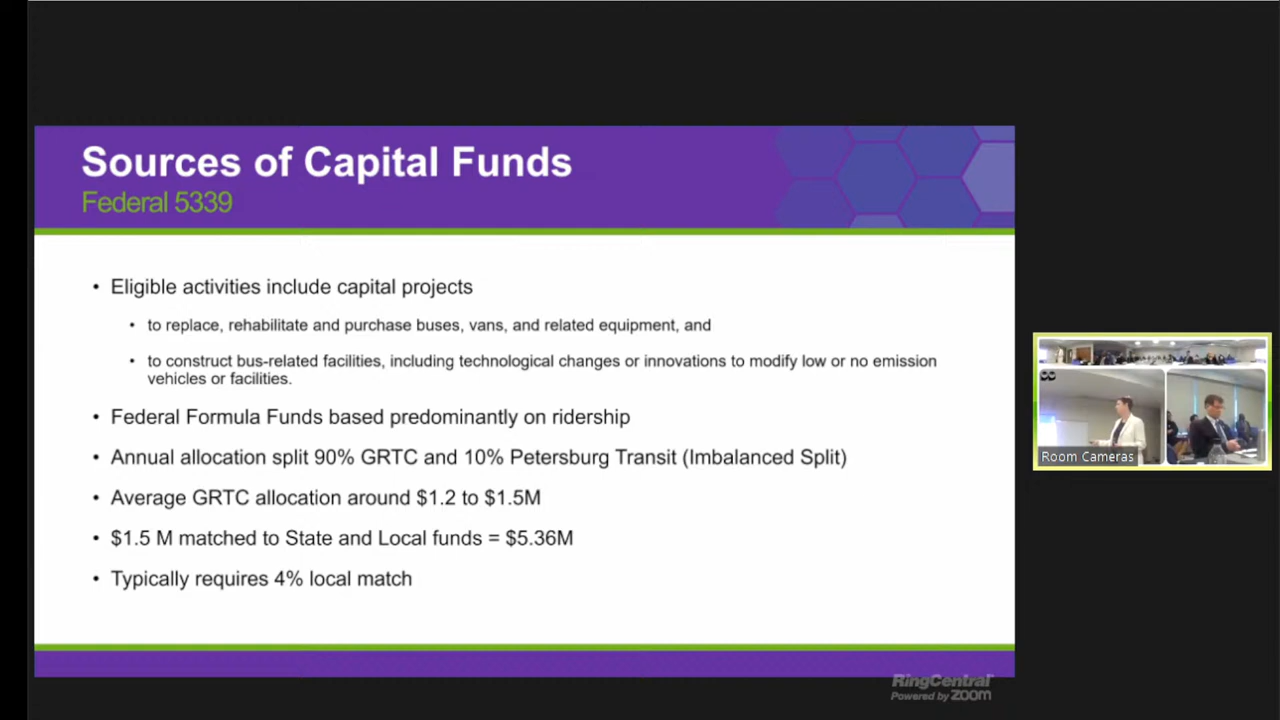 Sources of Capital Funds
Federal 5339
• Eligible activities include capital projects
• to replace, rehabilitate and purchase buses, vans, and related equipment, and
• to construct bus-related facilities, including technological changes or innovations to modify low or no emission
vehicles or facilities.
• Federal Formula Funds based predominantly on ridership
• Annual allocation split 90% GRTC and 10% Petersburg Transit (Imbalanced Split)
• Average GRTC allocation around $1.2 to $1.5M
• $1.5 M matched to State and Local funds = $5.36M
• Typically requires 4% local match
Room Cameras
RingCentral
Powered by zoom